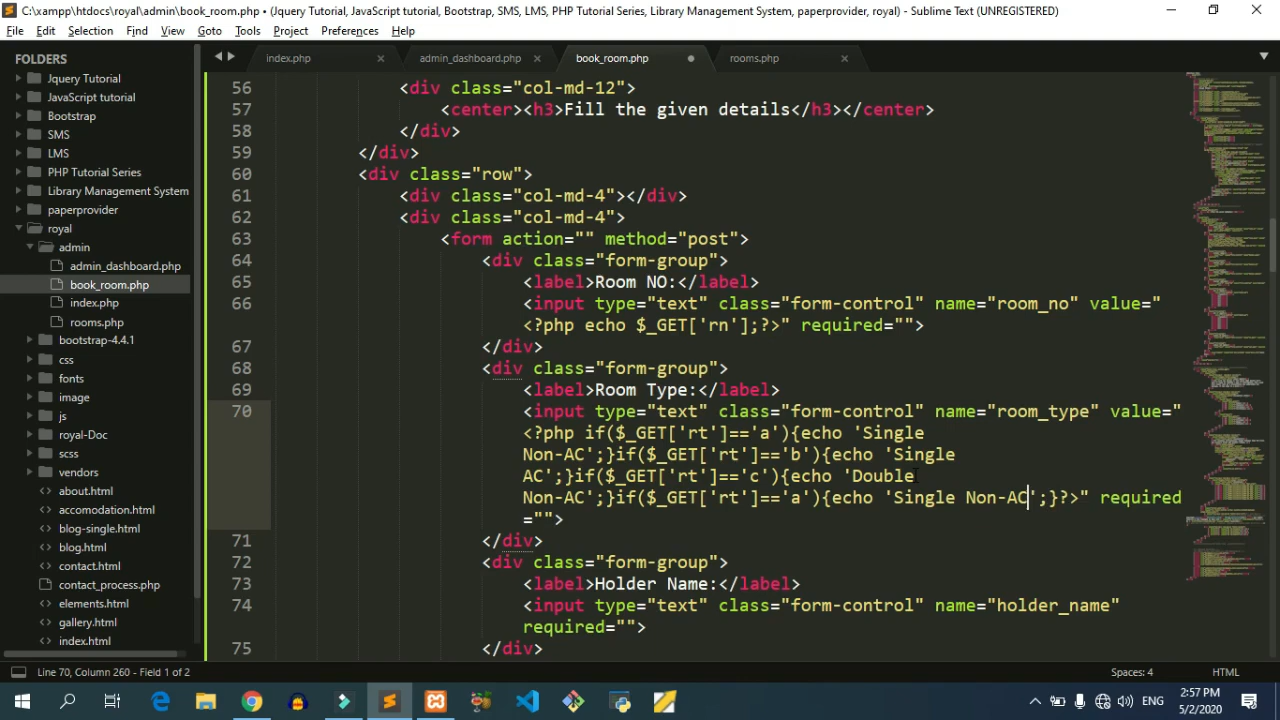 C:\xampp\htdocs\royal\admin\book_room.php • (Jquery Tutorial, JavaScript tutorial, Bootstrap, SMS, LMS, PHP Tutorial Series, Library Management System, paperprovider, royal) - Sublime Text (UNREGISTERED)
File Edit Selection Find View Goto Tools Project Preferences Help
FOLDERS
Jquery Tutorial
JavaScript tutorial
Bootstrap
SMS
LMS
PHP Tutorial Series
Library Management System
paperprovider
royal
admin
admin_dashboard.php
book_room.php
index.php
rooms.php
bootstrap-4.4.1
css
fonts
image
js
royal-Doc
scss
vendors
about.html
accomodation.html
blog-single.html
blog.html
contact.html
contact_process.php
elements.html
gallery.html
index.html
index.php admin_dashboard.php book_room.php rooms.php
56 <div class="col-md-12">
57 <center><h3>Fill the given details</h3></center>
58 </div>
59 </div>
60 <div class="row">
61 <div class="col-md-4"></div>
62 <div class="col-md-4">
63 <form action="" method="post">
64 <div class="form-group">
65 <label>Room NO:</label>
66 <input type="text" class="form-control" name="room_no" value="
<?php echo $_GET['rn'];?>" required="">
67 </div>
68 <div class="form-group">
69 <label>Room Type:</label>
70 <input type="text" class="form-control" name="room_type" value="
<?php if($_GET['rt']=='a'){echo 'Single
Non-AC';}if($_GET['rt']=='b'){echo 'Single
AC';}if($_GET['rt']=='c'){echo 'Double
Non-AC';}if($_GET['rt']=='a'){echo 'Single Non-AC';}?>" required
="">
71 </div>
72 <div class="form-group">
73 <label>Holder Name:</label>
74 <input type="text" class="form-control" name="holder_name"
required="">
75 </div>
Line 70, Column 260 - Field 1 of 2
Spaces: 4 HTML
ENG
2:57 PM
5/2/2020